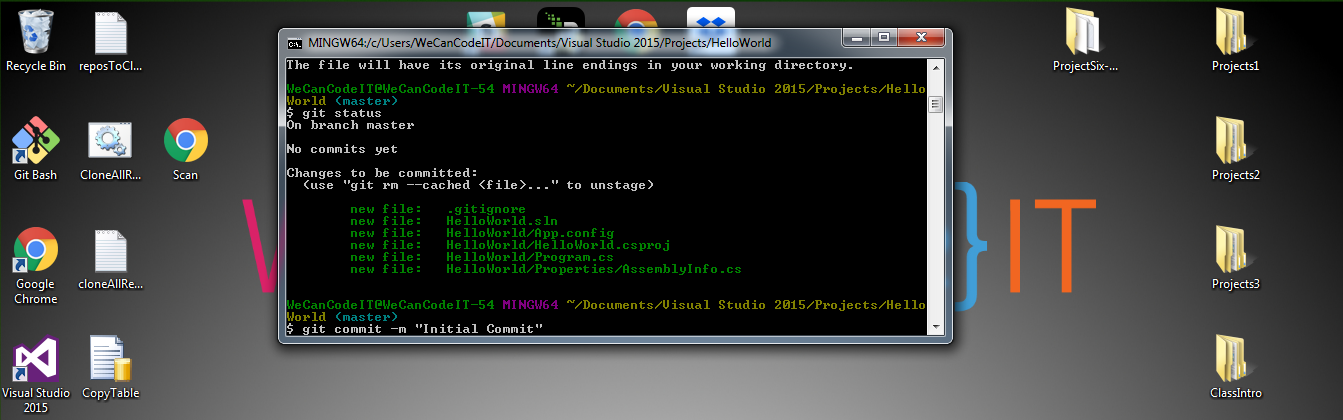 Recycle Bin
reposToCl...
Git Bash
CloneAllR...
Scan
Google
Chrome
cloneAllRe...
Visual Studio
2015
CopyTable
MINGW64:/c/Users/WeCanCodeIT/Documents/Visual Studio 2015/Projects/HelloWorld
The file will have its original line endings in your working directory.
WeCanCodeIT@WeCanCodeIT-54 MINGW64 ~/Documents/Visual Studio 2015/Projects/Hello
World (master)
$ git status
On branch master
No commits yet
Changes to be committed:
(use "git rm --cached <file>..." to unstage)
new file: .gitignore
new file: HelloWorld.sln
new file: HelloWorld/App.config
new file: HelloWorld/HelloWorld.csproj
new file: HelloWorld/Program.cs
new file: HelloWorld/Properties/AssemblyInfo.cs
WeCanCodeIT@WeCanCodeIT-54 MINGW64 ~/Documents/Visual Studio 2015/Projects/Hello
World (master)
$ git commit -m "Initial Commit"
}IT
ProjectSix-...
Projects1
Projects2
Projects3
ClassIntro